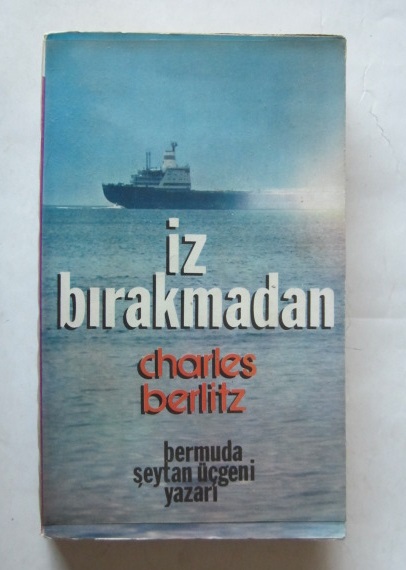 iz
bırakmadan
charles
berlitz
bermuda
şeytan üçgeni
yazarı